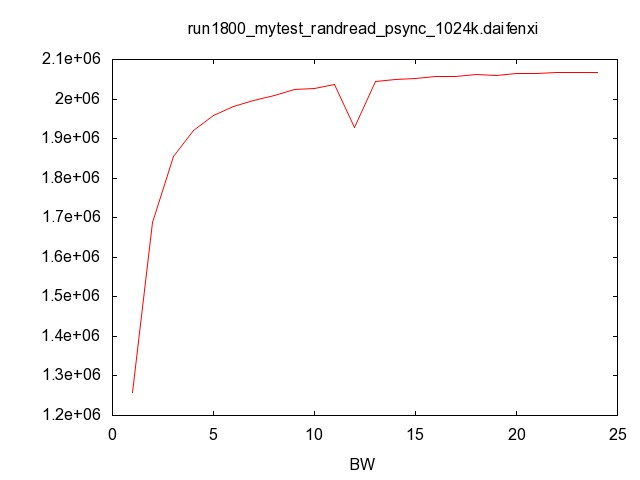 run1800_mytest_randread_psync_1024k.daifenxi
2.1e+06
2e+06
1.9e+06
1.8e+06
1.7e+06
1.6e+06
1.5e+06
1.4e+06
1.3e+06
1.2e+06
0 5 10 15 20 25
BW